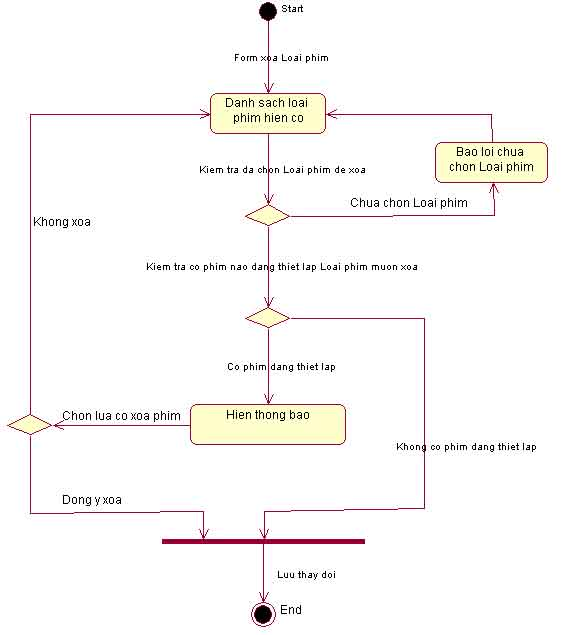 Start
Form xoa Loai phim
Danh sach loai
phim hien co
Bao loi chua
chon Loai phim
Kiem tra da chon Loai phim de xoa
Chua chon Loai phim
Khong xoa
Kiem tra co phim nao dang thiet lap Loai phim muon xoa
Co phim dang thiet lap
Chon lua co xoa phim
Hien thong bao
Khong co phim dang thiet lap
Dong y xoa
Luu thay doi
End